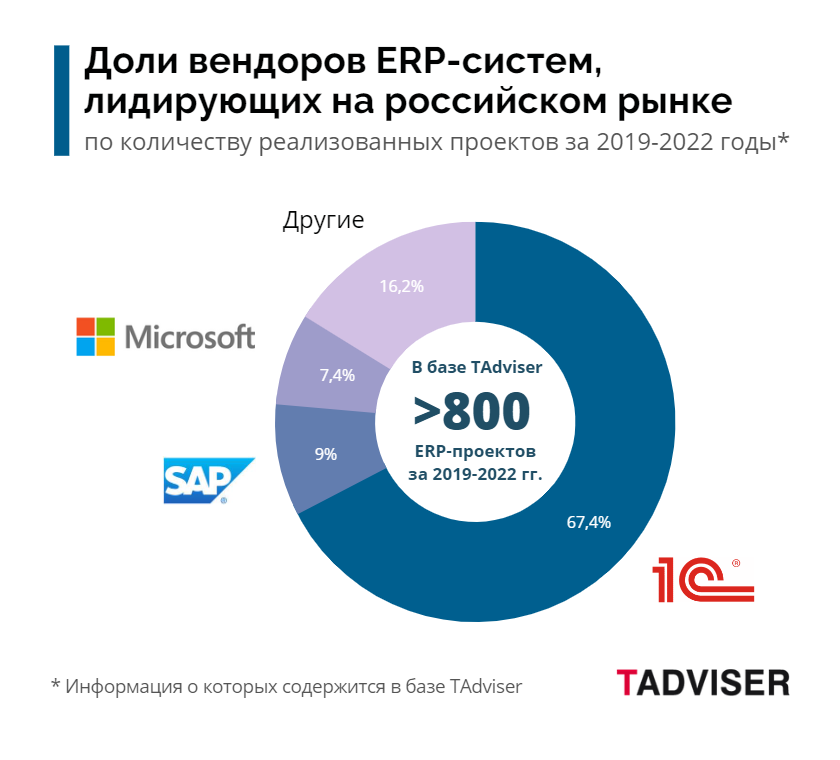 Доли вендоров ERP-систем,
лидирующих на российском рынке
по количеству реализованных проектов за 2019-2022 годы*
Другие
16,2%
Microsoft
7,4%
В базе TAdviser
>800
ERP-проектов
за 2019-2022 гг.
9%
SAP®
67,4%
1С®
* Информация о которых содержится в базе TAdviser
TADVISER